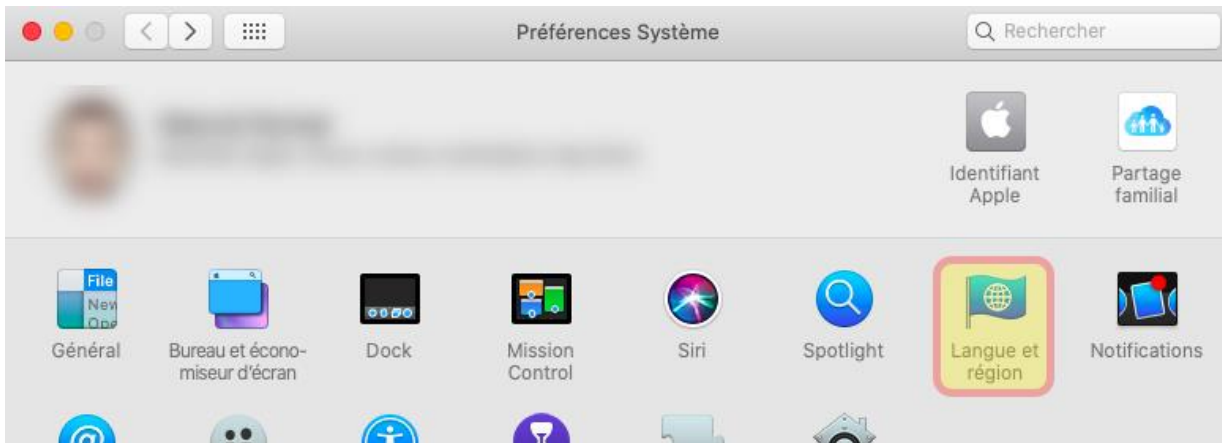 Préférences Système
Rechercher
Identifiant
Apple
Partage
familial
File
New
Ope
Général
Bureau et écono-
miseur d'écran
Dock
Mission
Control
Siri
Spotlight
Langue et
région
Notifications
@